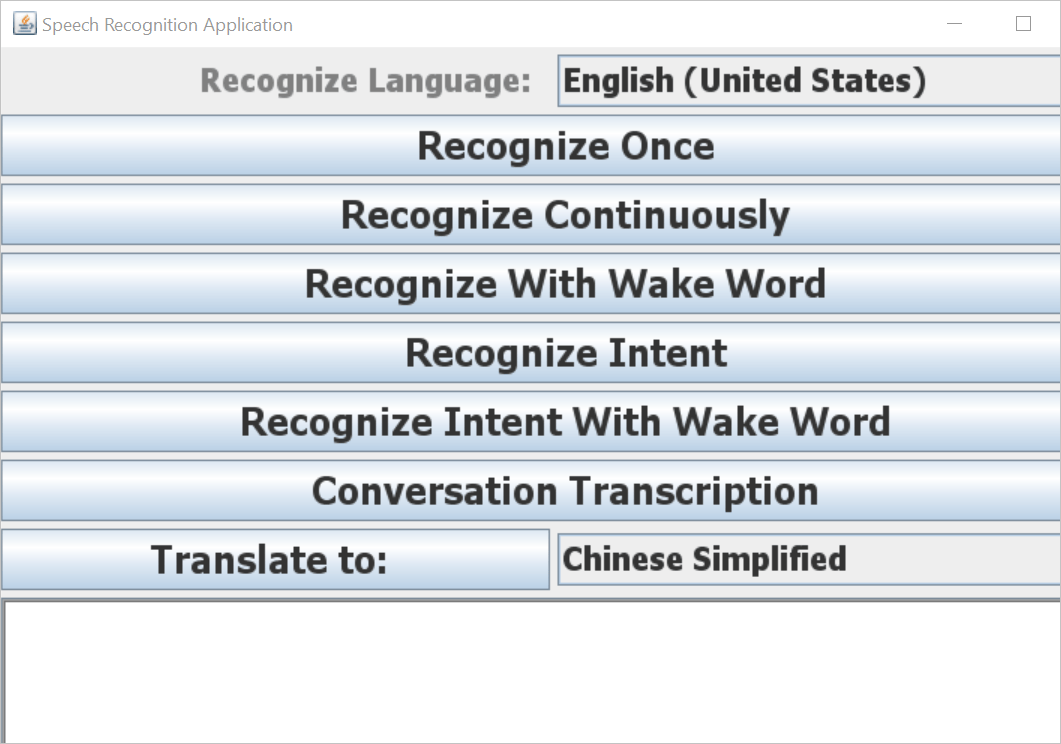 Speech Recognition Application
Recognize Language: English (United States)
Recognize Once
Recognize Continuously
Recognize With Wake Word
Recognize Intent
Recognize Intent With Wake Word
Conversation Transcription
Translate to: Chinese Simplified